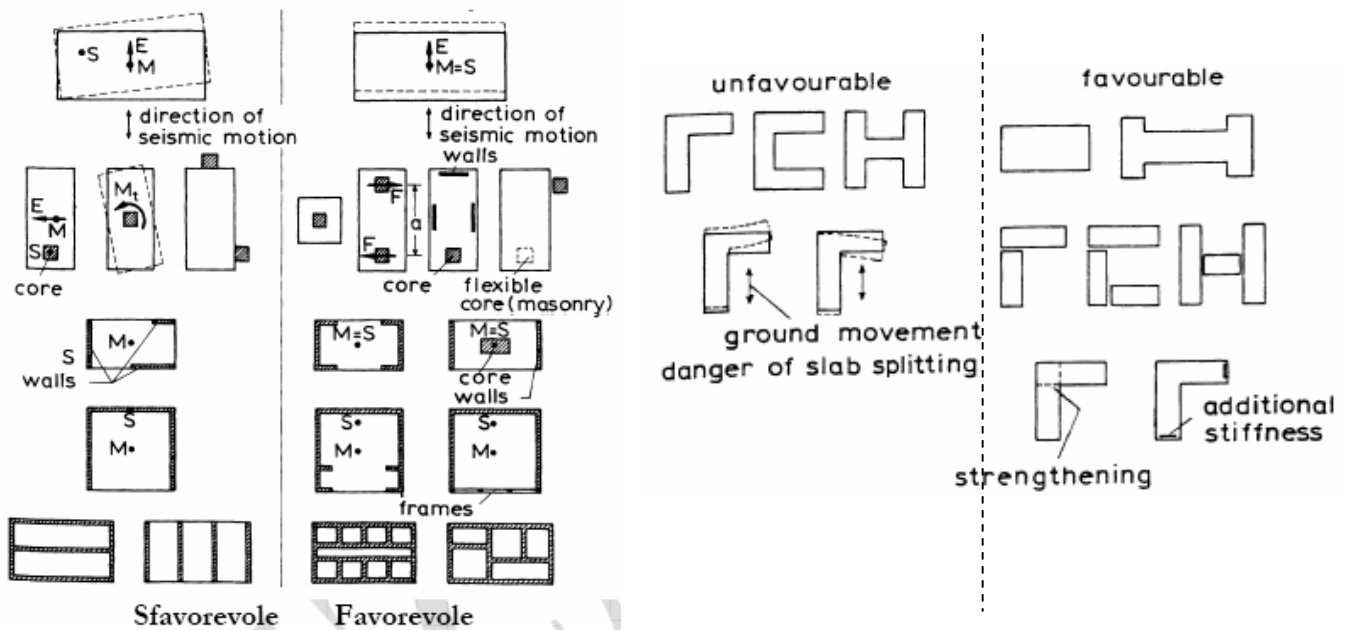 S
E
M
direction of
seismic motion
E
M
S
core
Mt
S
walls
M
S
M
Sfavorevole
E
M=S
direction of
seismic motion
walls
F
a
F
core
flexible
core (masonry)
M=S
M=S
core
walls
S
M
S
M
frames
Favorevole
unfavourable
ground movement
danger of slab splitting
favourable
additional
stiffness
strengthening